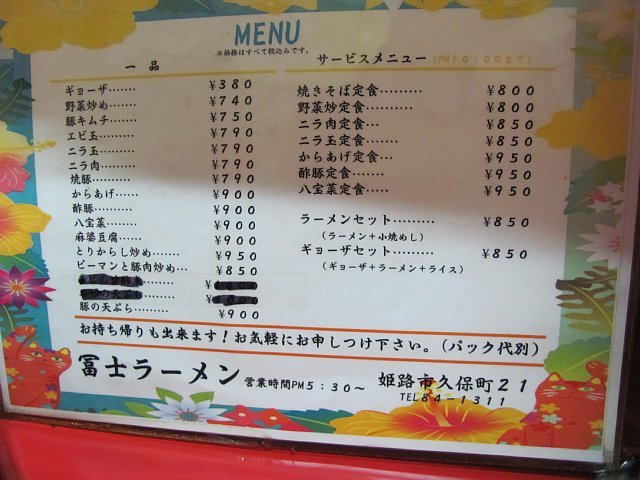 MENU
※価格はすべて税込みです。
一品
ギョーザ‥‥‥ ¥380
野菜炒め‥‥‥ ¥740
豚キムチ‥‥‥ ¥750
エビ玉‥‥‥‥ ¥790
ニラ玉‥‥‥‥ ¥790
ニラ肉‥‥‥‥ ¥790
焼豚‥‥‥‥‥ ¥790
からあげ‥‥‥ ¥900
酢豚‥‥‥‥‥ ¥900
八宝菜‥‥‥‥ ¥900
麻婆豆腐‥‥‥ ¥900
とりからし炒め‥‥‥ ¥950
ピーマンと豚肉炒め‥ ¥850
豚の天ぷら‥‥‥‥‥ ¥900
サービスメニュー(PM10:00まで)
焼きそば定食‥‥‥ ¥800
野菜炒め定食‥‥‥‥ ¥800
ニラ肉定食‥ ¥850
ニラ玉定食‥‥‥ ¥850
からあげ定食‥‥ ¥950
酢豚定食‥‥‥ ¥950
八宝菜定食‥‥ ¥950
ラーメンセット‥‥‥‥ ¥850
(ラーメン+小焼めし)
ギョーザセット‥‥‥‥ ¥850
(ギョーザ+ラーメン+ライス)
お持ち帰りも出来ます!お気軽にお申しつけ下さい。(パック代別)
冨士ラーメン 営業時間PM5:30〜 姫路市久保町21
TEL84-1311